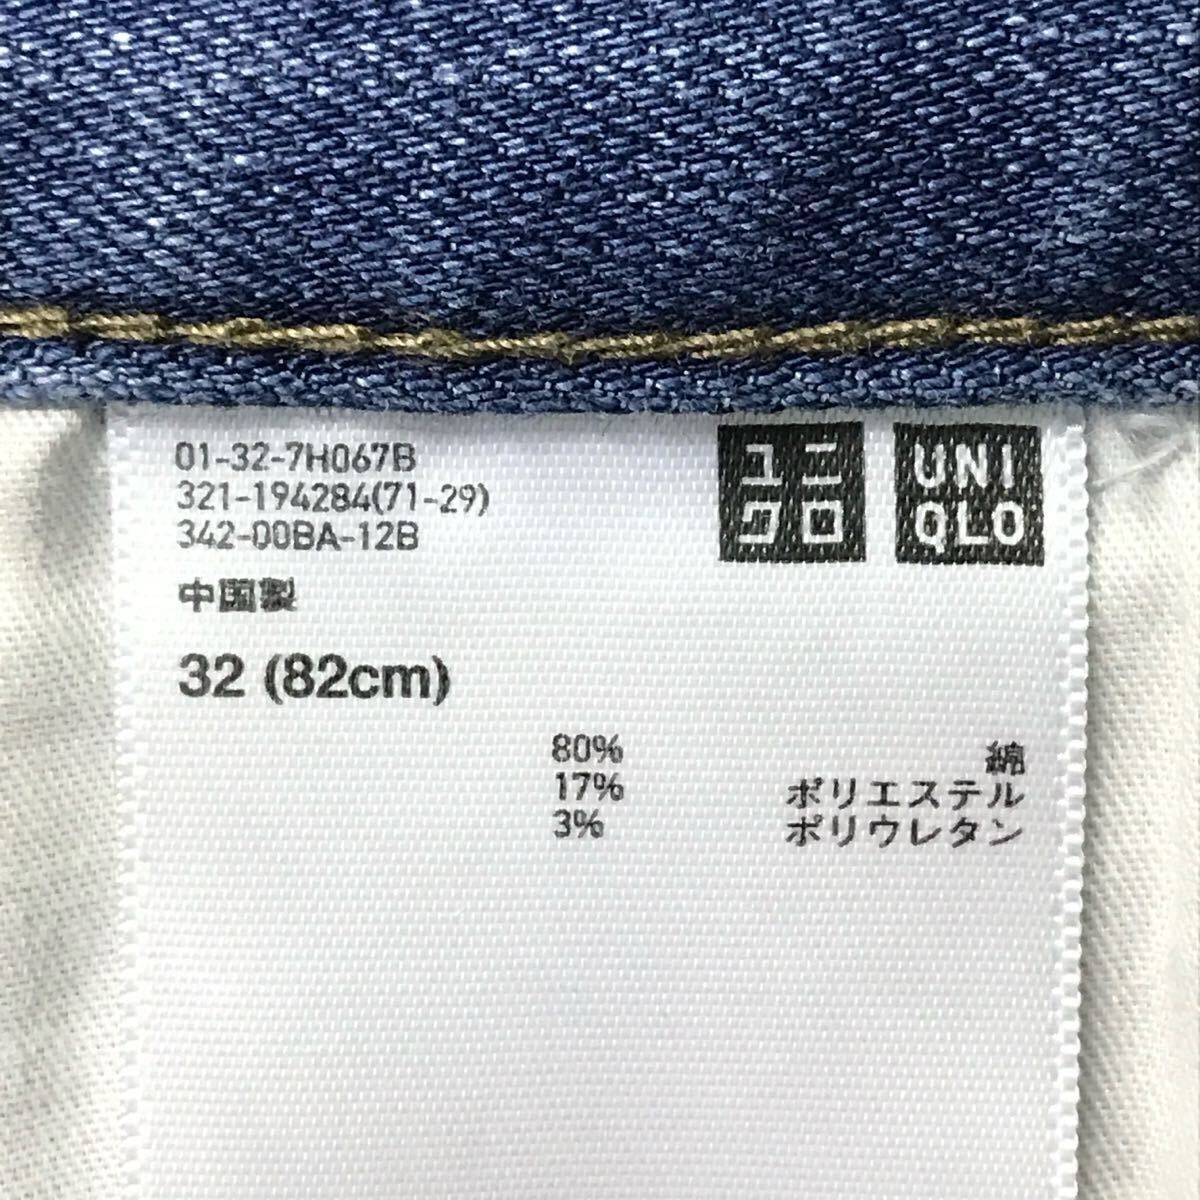 01-32-7H067B
321-194284(71-29)
342-00BA-12B
ユニ
クロ
UNI
QLO
中国製
32 (82cm)
80% 綿
17% ポリエステル
3% ポリウレタン